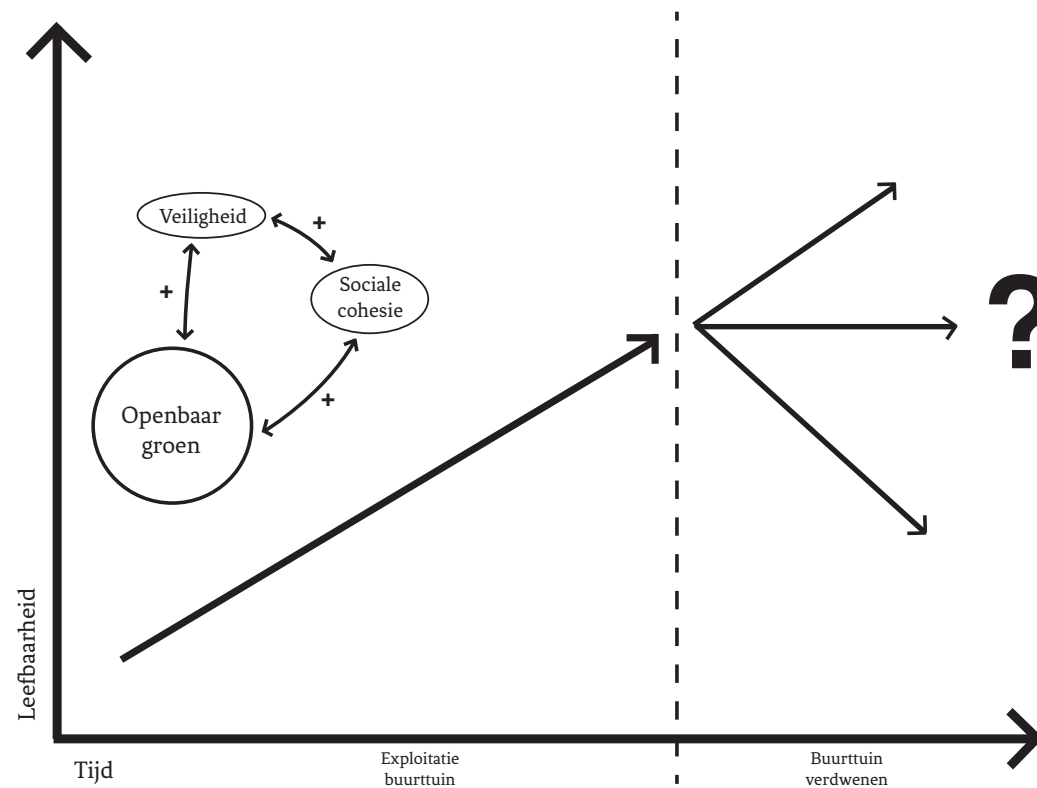 Veiligheid
+
+
Sociale
cohesie
+
Openbaar
groen
?
Leefbaarheid
Tijd
Exploitatie
buurttuin
Buurttuin
verdwenen